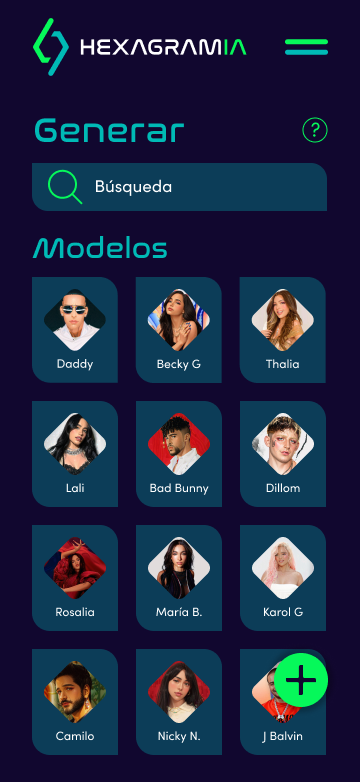 HEXAGRAMIA
Generar
?
Búsqueda
Modelos
Daddy
Becky G
Thalia
Lali
Bad Bunny
Dillom
Rosalia
María B.
Karol G
Camilo
Nicky N.
J Balvin